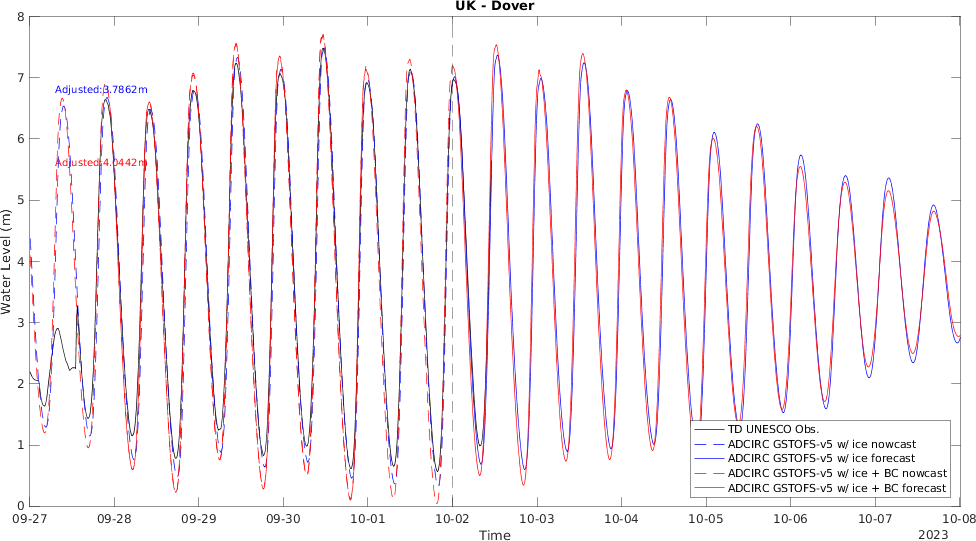 UK - Dover
8
7
6
5
4
3
2
1
0
Water Level (m)
Adjusted:3.7862m
Adjusted:4.0442m
TD UNESCO Obs.
ADCIRC GSTOFS-v5 w/ ice nowcast
ADCIRC GSTOFS-v5 w/ ice forecast
ADCIRC GSTOFS-v5 w/ ice + BC nowcast
ADCIRC GSTOFS-v5 w/ ice + BC forecast
09-27 09-28 09-29 09-30 10-01 10-02 10-03 10-04 10-05 10-06 10-07 10-08
Time
2023